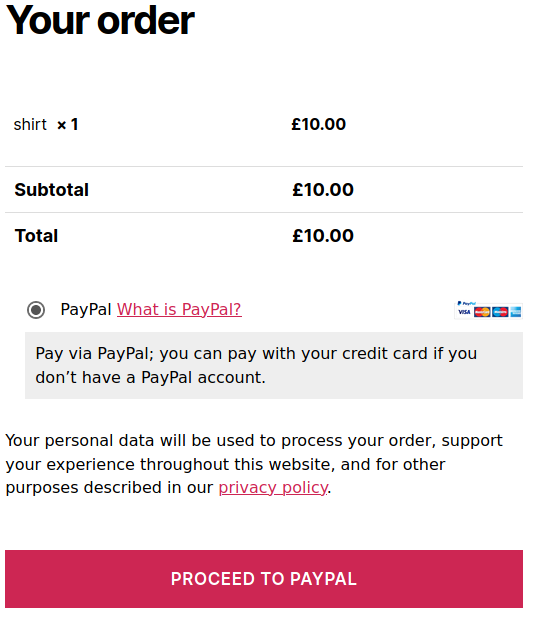 Your order
shirt × 1 £10.00
Subtotal £10.00
Total £10.00
PayPal What is PayPal? PayPal VISA
Pay via PayPal; you can pay with your credit card if you
don’t have a PayPal account.
Your personal data will be used to process your order, support
your experience throughout this website, and for other
purposes described in our privacy policy.
PROCEED TO PAYPAL